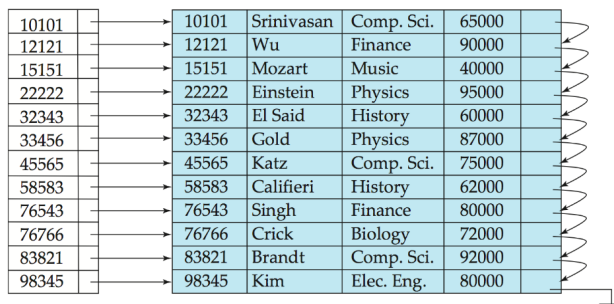 10101 10101 Srinivasan Comp. Sci. 65000
12121 12121 Wu Finance 90000
15151 15151 Mozart Music 40000
22222 22222 Einstein Physics 95000
32343 32343 El Said History 60000
33456 33456 Gold Physics 87000
45565 45565 Katz Comp. Sci. 75000
58583 58583 Califieri History 62000
76543 76543 Singh Finance 80000
76766 76766 Crick Biology 72000
83821 83821 Brandt Comp. Sci. 92000
98345 98345 Kim Elec. Eng. 80000